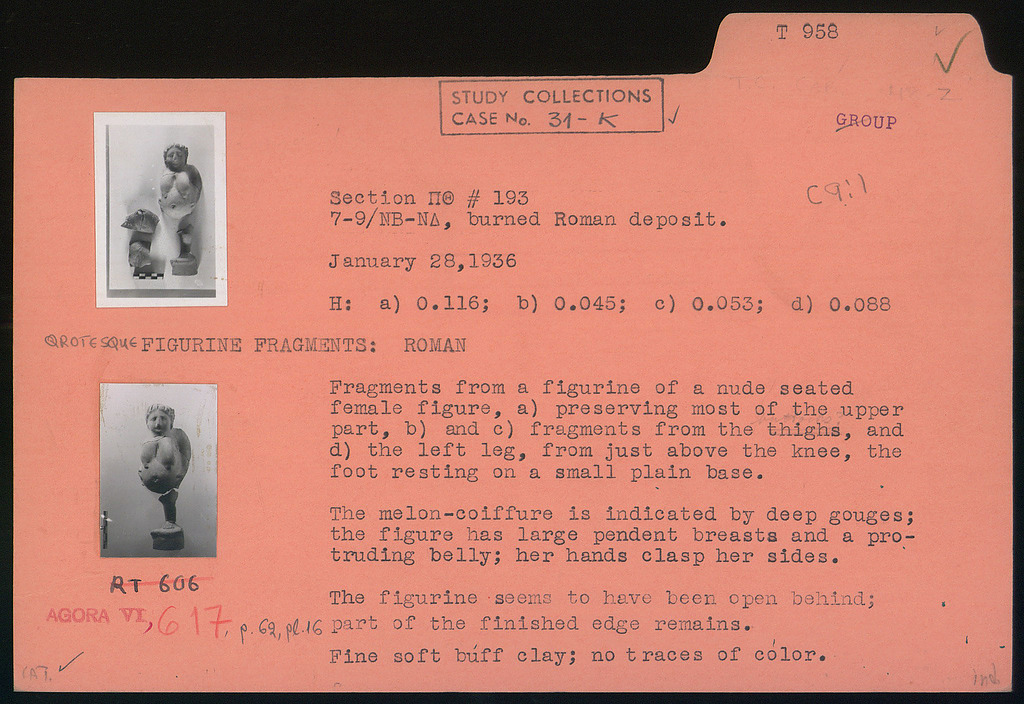 T 958
STUDY COLLECTIONS
CASE No. 31-K
GROUP
Section ΠΘ # 193
C9:1
7-9/NB-NΔ, burned Roman deposit.
January 28,1936
H: a) 0.116; b) 0.045; c) 0.053; d) 0.088
GROTESQUE FIGURINE FRAGMENTS: ROMAN
Fragments from a figurine of a nude seated
female figure, a) preserving most of the upper
part, b) and c) fragments from the thighs, and
d) the left leg, from just above the knee, the
foot resting on a small plain base.
The melon-coiffure is indicated by deep gouges;
the figure has large pendent breasts and a pro-
truding belly; her hands clasp her sides.
RT 606
The figurine seems to have been open behind;
AGORA VI, 617, p. 62, pl. 16
part of the finished edge remains.
Fine soft buff clay; no traces of color.
CAT.
ind.